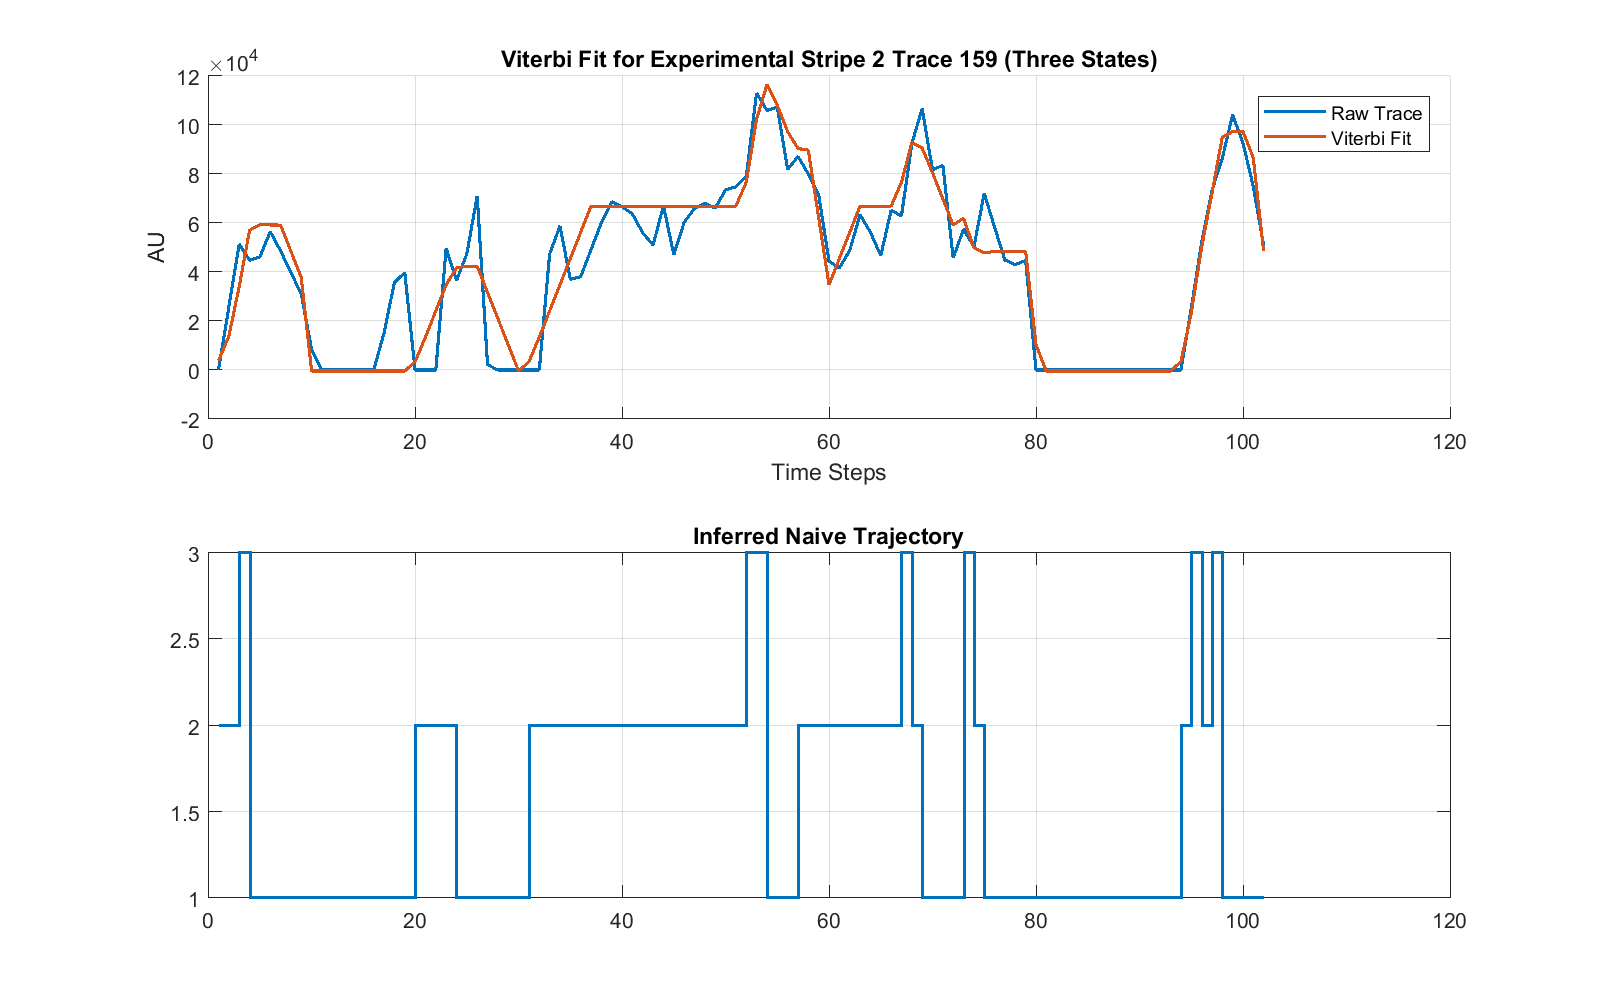 Viterbi Fit for Experimental Stripe 2 Trace 159 (Three States)
×10⁴
12
10
8
6
4
2
0
-2
AU
Raw Trace
Viterbi Fit
0 20 40 60 80 100 120
Time Steps
Inferred Naive Trajectory
3
2.5
2
1.5
1
0 20 40 60 80 100 120